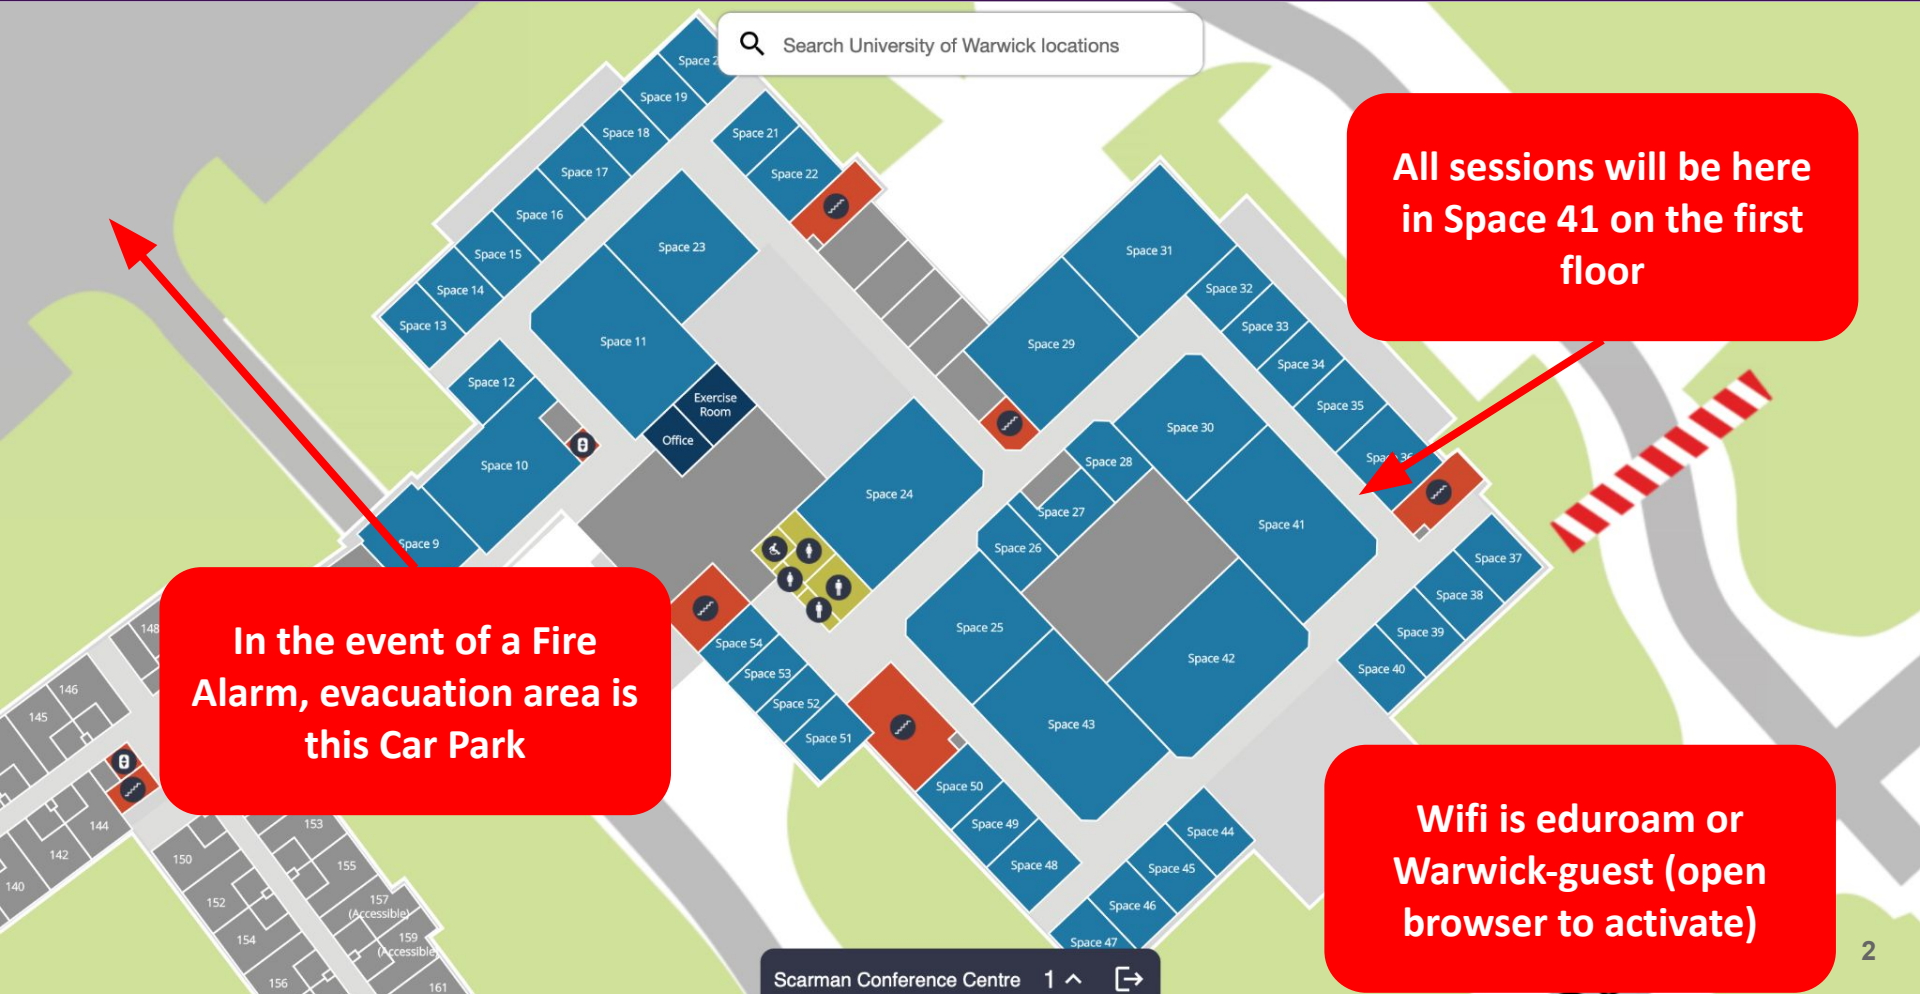 Search University of Warwick locations
Space 2
Space 19
Space 18
Space 17
Space 16
Space 15
Space 14
Space 13
Space 21
Space 22
Space 23
Space 11
Space 12
Space 10
Space 9
Exercise
Room
Office
Space 24
Space 31
Space 29
Space 32
Space 33
Space 34
Space 35
Space 36
Space 30
Space 28
Space 27
Space 26
Space 41
Space 25
Space 42
Space 43
Space 37
Space 38
Space 39
Space 40
Space 54
Space 53
Space 52
Space 51
Space 50
Space 49
Space 48
Space 44
Space 45
Space 46
Space 47
All sessions will be here
in Space 41 on the first
floor
In the event of a Fire
Alarm, evacuation area is
this Car Park
Wifi is eduroam or
Warwick-guest (open
browser to activate)
148
146
145
144
142
140
150
152
154
156
153
155
157
(Accessible)
159
(Accessible)
161
Scarman Conference Centre 1
2